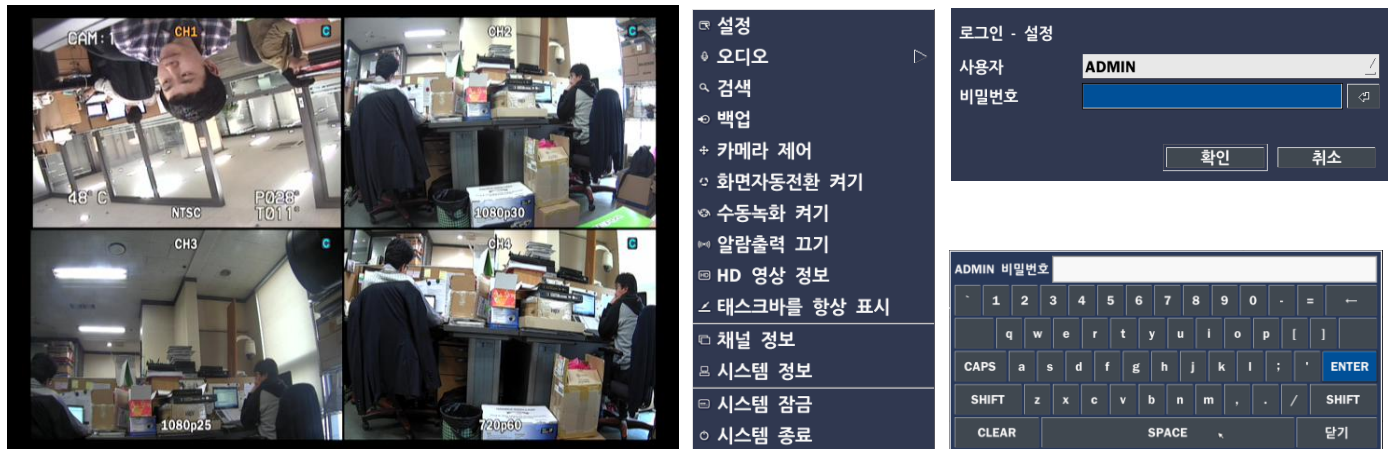 CAM:1
CH1
C
48°C
P028°
T011°
NTSC
CH2
C
1080p30
CH3
C
1080p25
CH4
C
720p60
설정
오디오
검색
백업
카메라 제어
화면자동전환 켜기
수동녹화 켜기
알람출력 끄기
HD 영상 정보
태스크바를 항상 표시
채널 정보
시스템 정보
시스템 잠금
시스템 종료
로그인 - 설정
사용자 ADMIN
비밀번호
확인 취소
ADMIN 비밀번호
` 1 2 3 4 5 6 7 8 9 0 - = ←
q w e r t y u i o p [ ]
CAPS a s d f g h j k l ; ' ENTER
SHIFT z x c v b n m , . / SHIFT
CLEAR SPACE 닫기